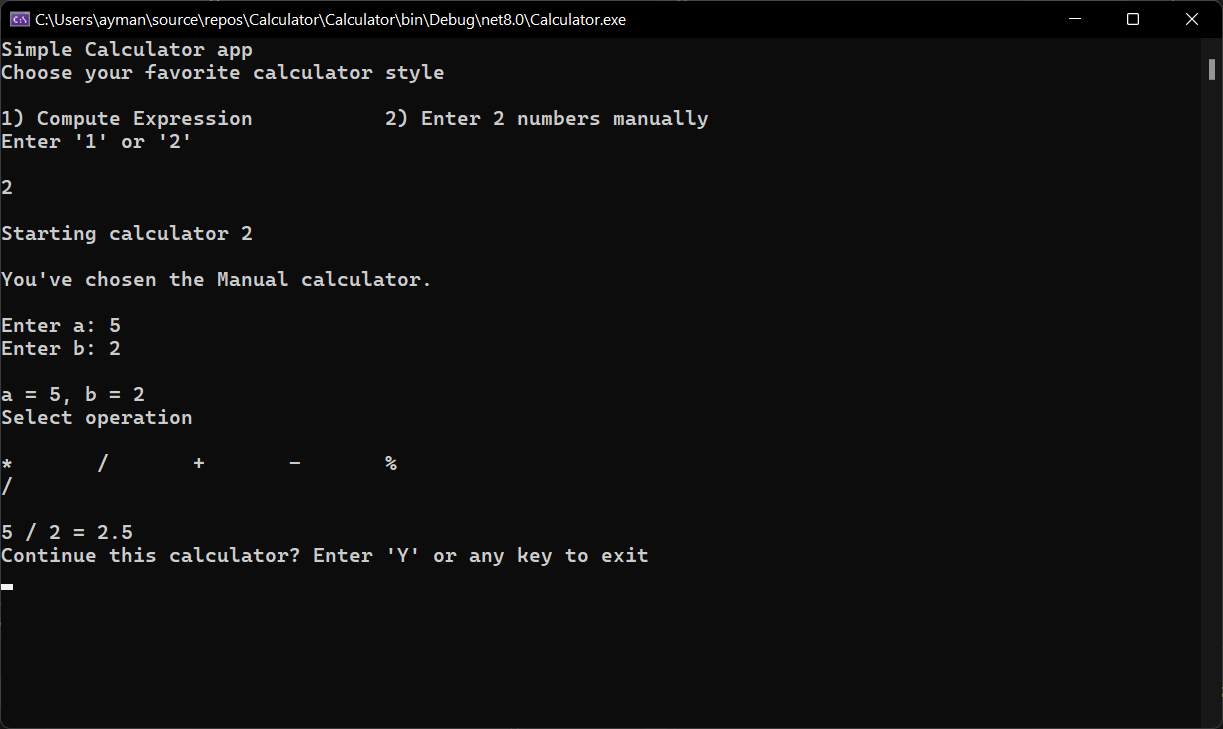 C:\Users\ayman\source\repos\Calculator\Calculator\bin\Debug\net8.0\Calculator.exe
Simple Calculator app
Choose your favorite calculator style
1) Compute Expression           2) Enter 2 numbers manually
Enter '1' or '2'
2
Starting calculator 2
You've chosen the Manual calculator.
Enter a: 5
Enter b: 2
a = 5, b = 2
Select operation
*       /       +       -       %
/
5 / 2 = 2.5
Continue this calculator? Enter 'Y' or any key to exit